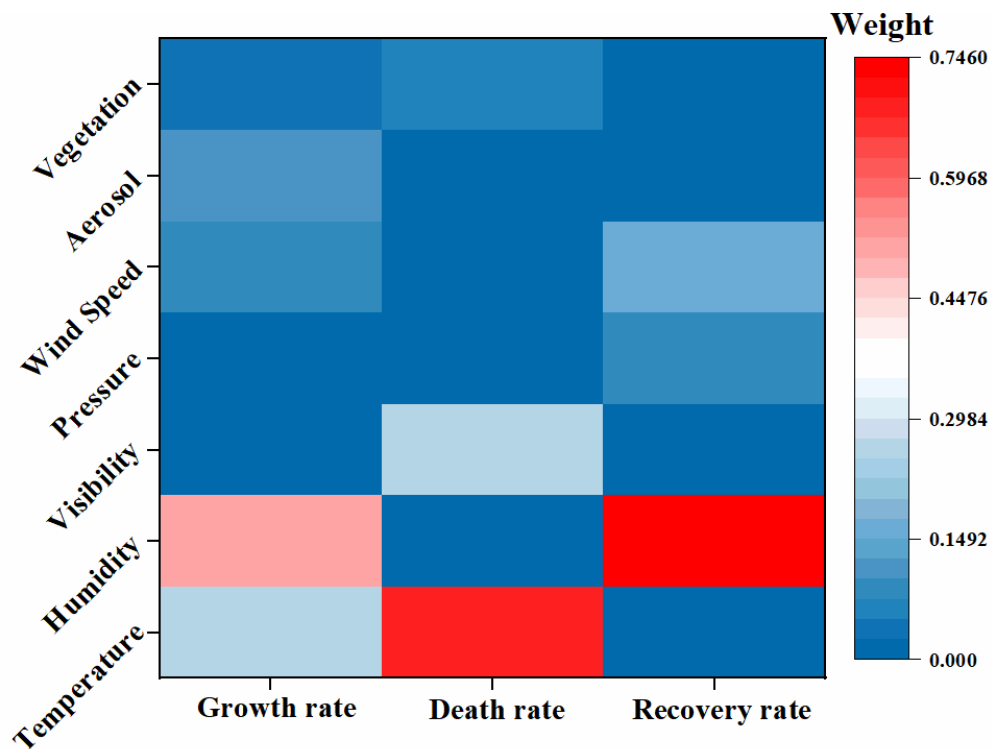 Weight
Vegetation
Aerosol
Wind Speed
Pressure
Visibility
Humidity
Temperature
Growth rate
Death rate
Recovery rate
0.7460
0.5968
0.4476
0.2984
0.1492
0.000